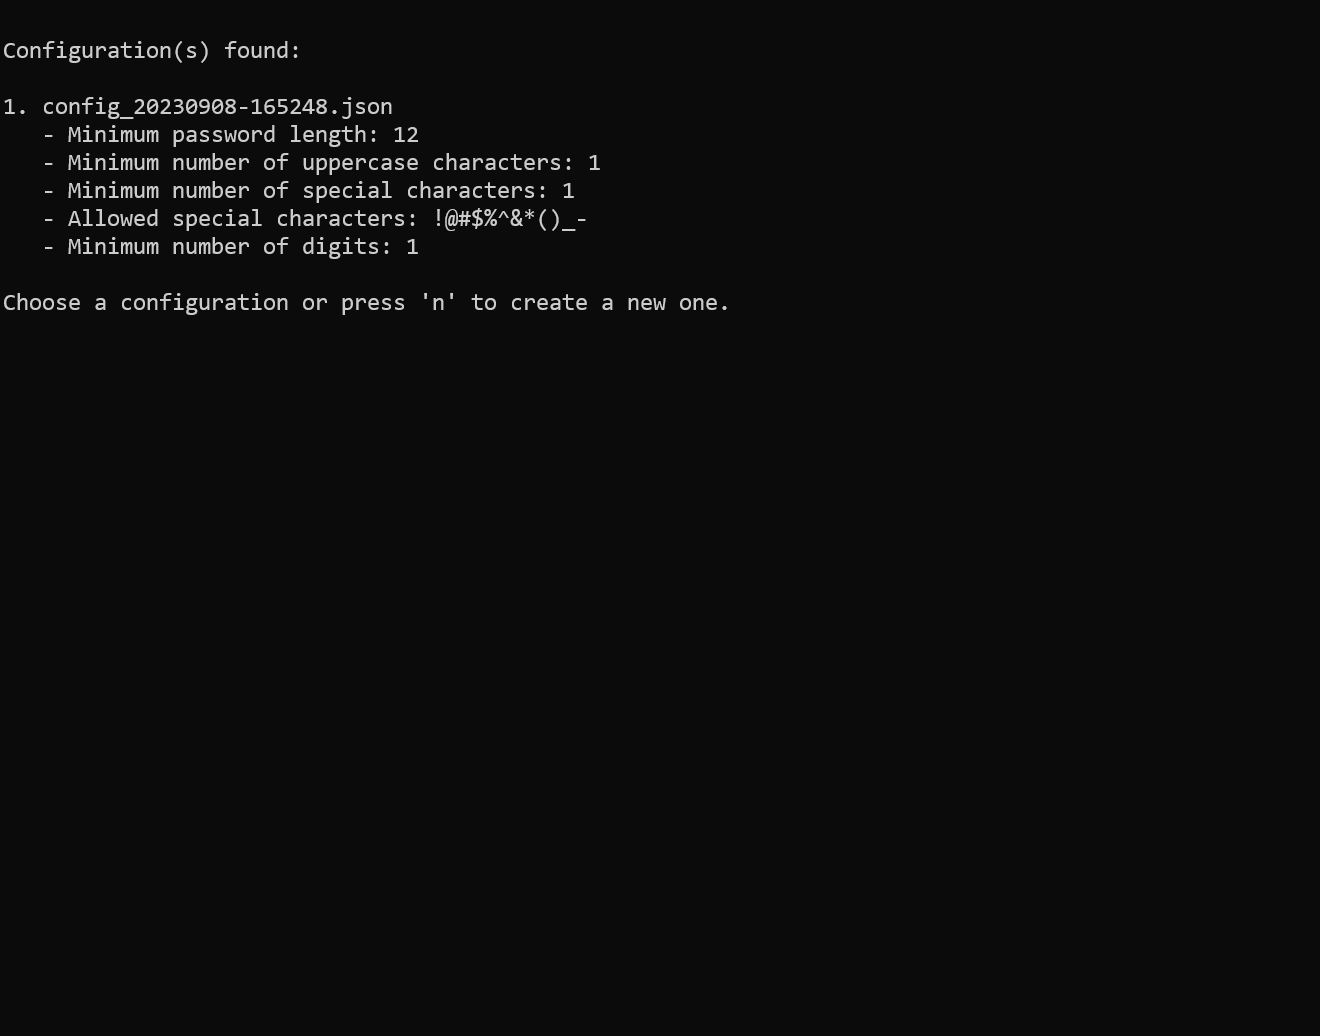 Configuration(s) found:
1. config_20230908-165248.json
- Minimum password length: 12
- Minimum number of uppercase characters: 1
- Minimum number of special characters: 1
- Allowed special characters: !@#$%^&*()_-
- Minimum number of digits: 1
Choose a configuration or press 'n' to create a new one.